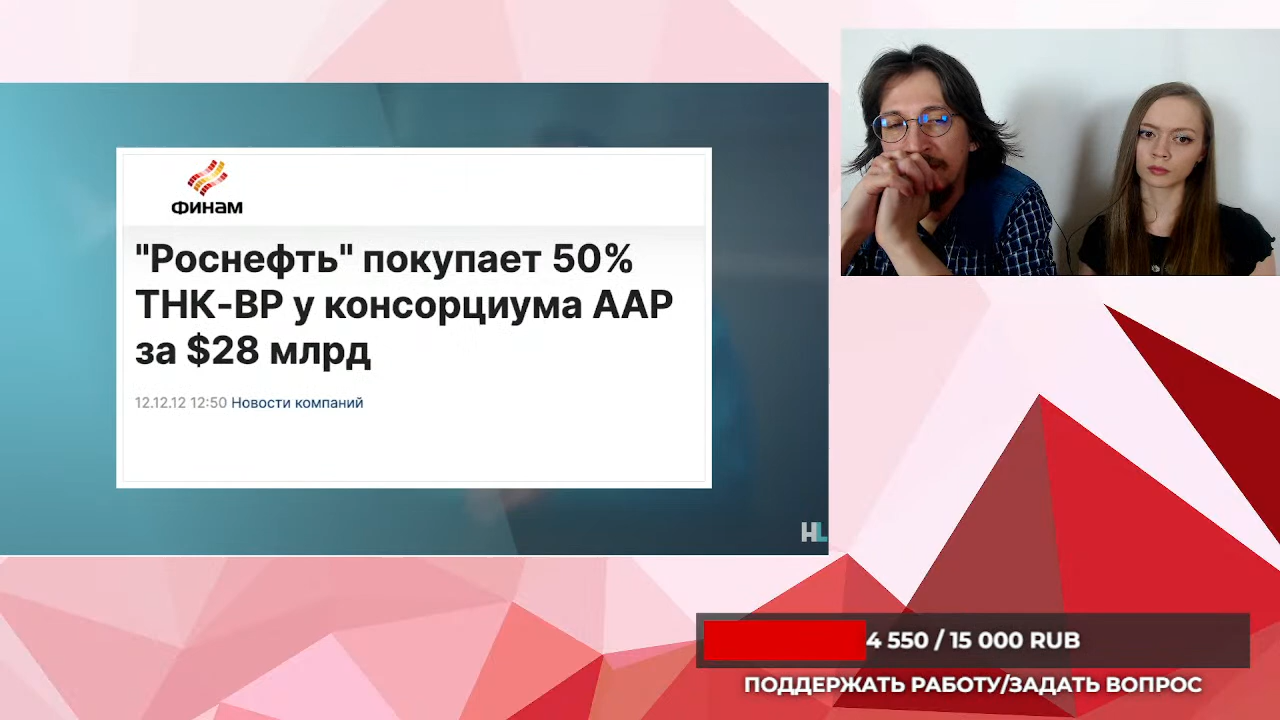 ФИНАМ
"Роснефть" покупает 50%
ТНК-ВР у консорциума ААР
за $28 млрд
12.12.12 12:50 Новости компаний
HL
4 550 / 15 000 RUB
ПОДДЕРЖАТЬ РАБОТУ/ЗАДАТЬ ВОПРОС